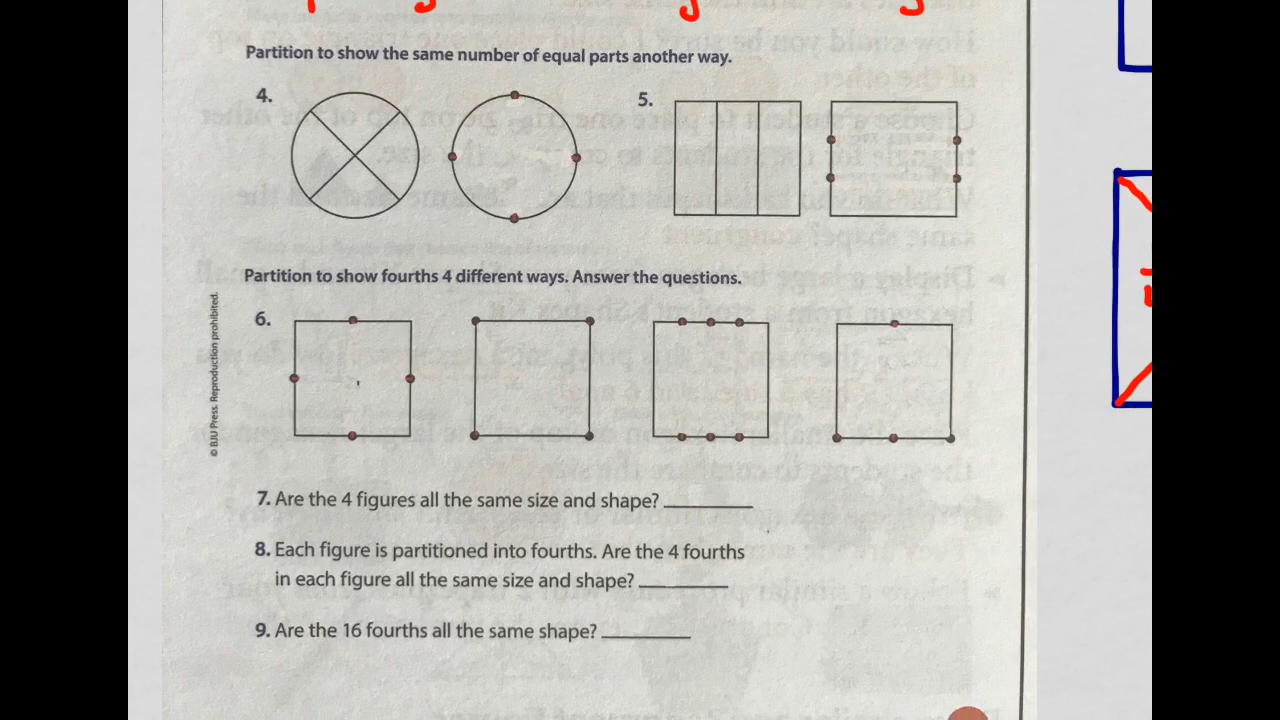 Partition to show the same number of equal parts another way.
4.
5.
Partition to show fourths 4 different ways. Answer the questions.
6.
© BJU Press. Reproduction prohibited.
7. Are the 4 figures all the same size and shape?
8. Each figure is partitioned into fourths. Are the 4 fourths
in each figure all the same size and shape?
9. Are the 16 fourths all the same shape?